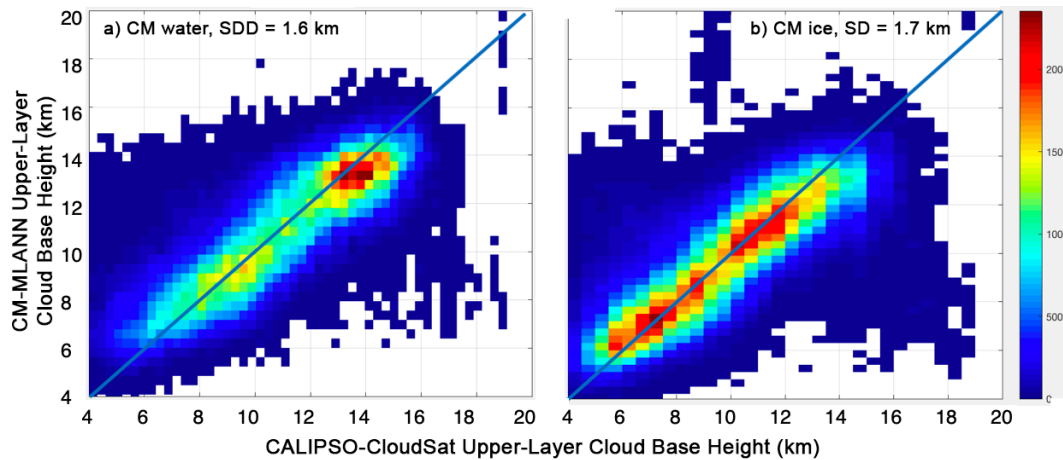 a) CM water, SDD = 1.6 km
b) CM ice, SD = 1.7 km
CM-MLANN Upper-Layer
Cloud Base Height (km)
20
18
16
14
12
10
8
6
4
4 6 8 10 12 14 16 18 20
4 6 8 10 12 14 16 18 20
500
0
CALIPSO-CloudSat Upper-Layer Cloud Base Height (km)